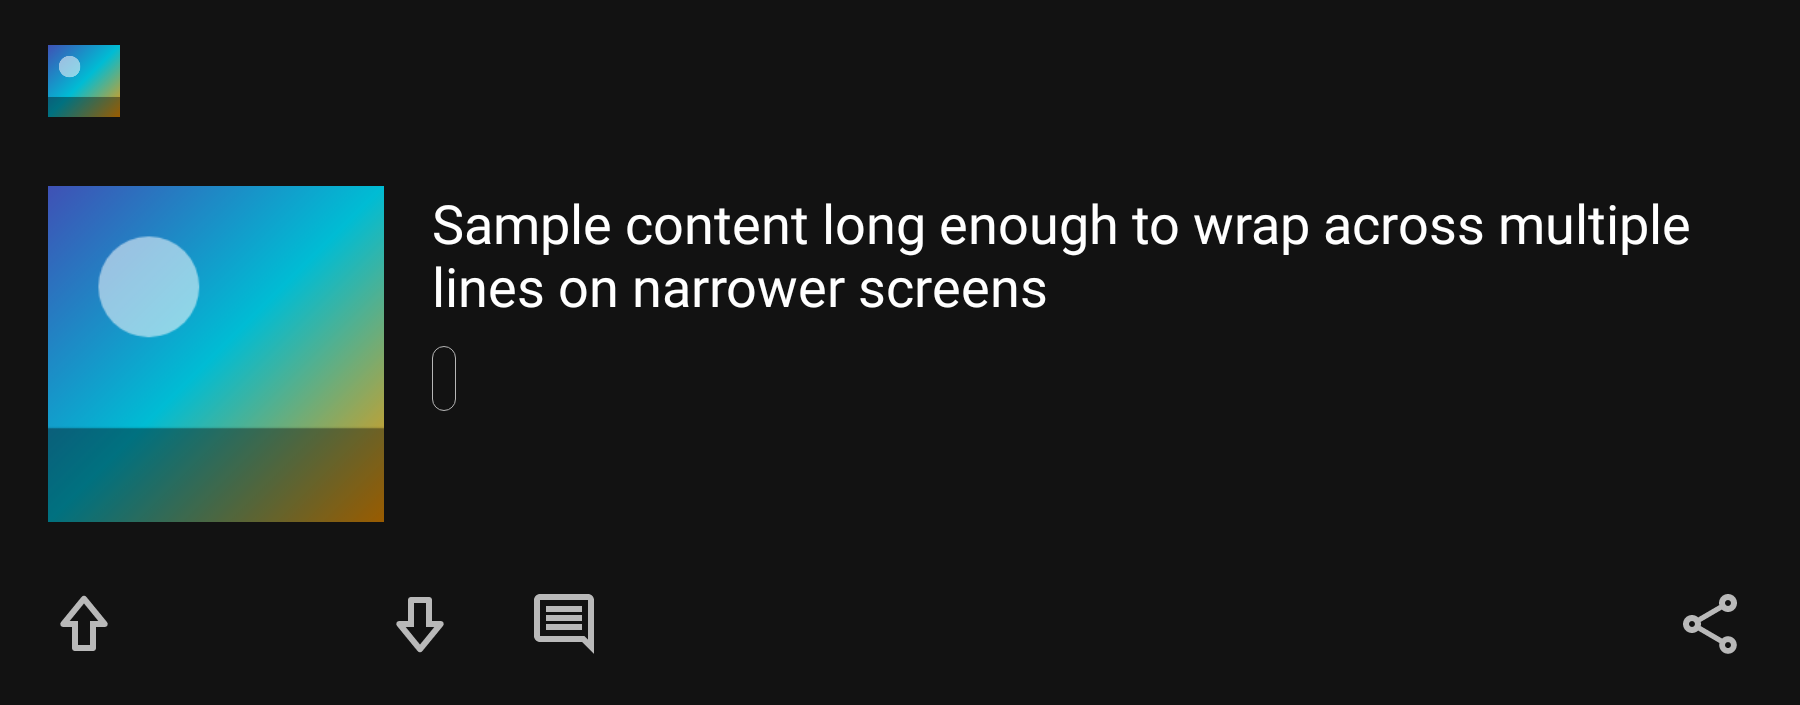 Sample content long enough to wrap across multiple
lines on narrower screens